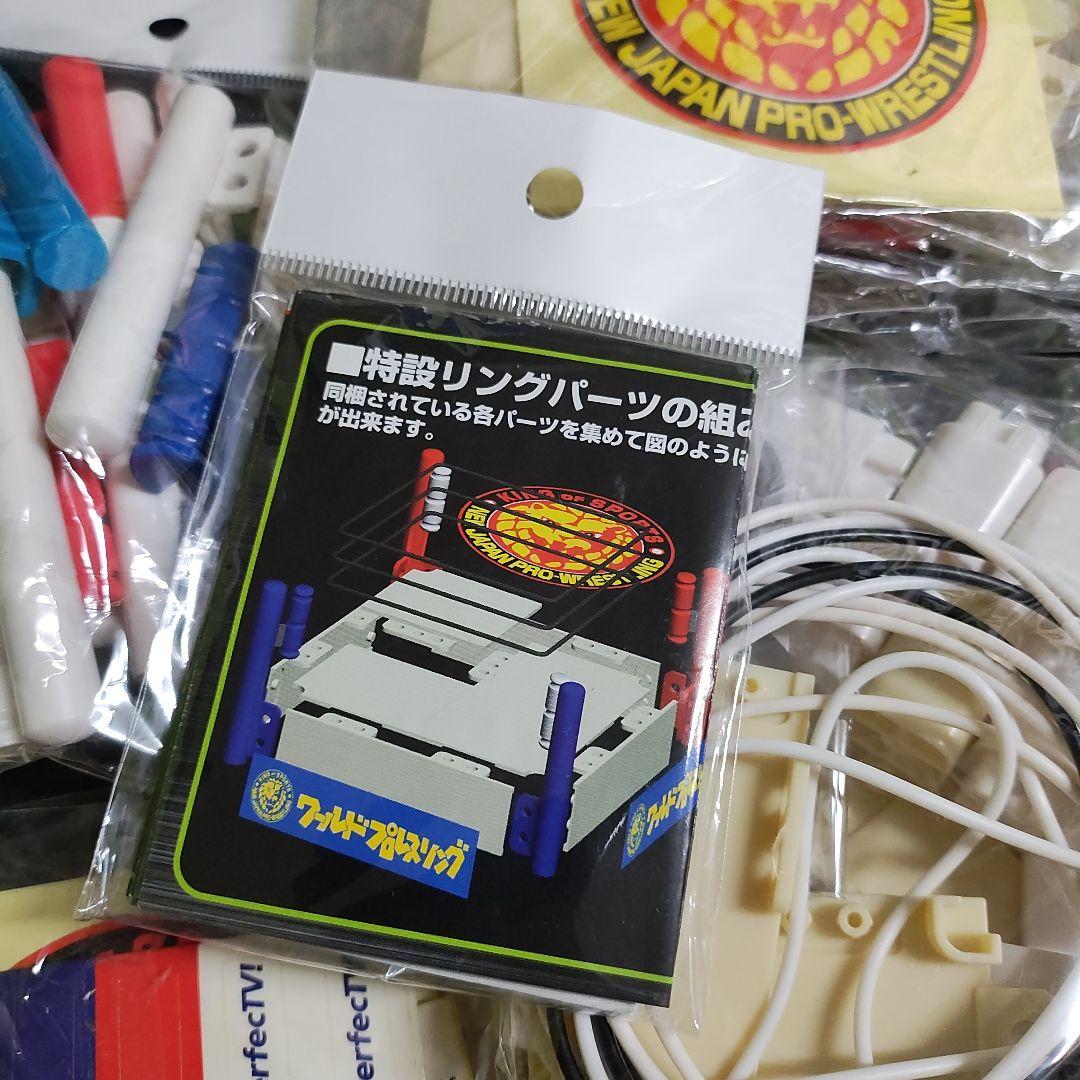 NEW JAPAN PRO-WRESTLING
■特設リングパーツの組み
同梱されている各パーツを集めて図のように
が出来ます。
KING OF SPORTS
NEW JAPAN PRO-WRESTLING
ワールドプロレスリング
ワールドプロレ
erfecTV!
erfecTV!